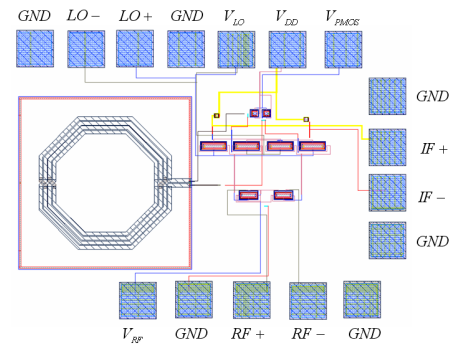 GND LO− LO+ GND V_LO V_DD V_PMOS
GND
IF+
IF−
GND
V_RF GND RF+ RF− GND